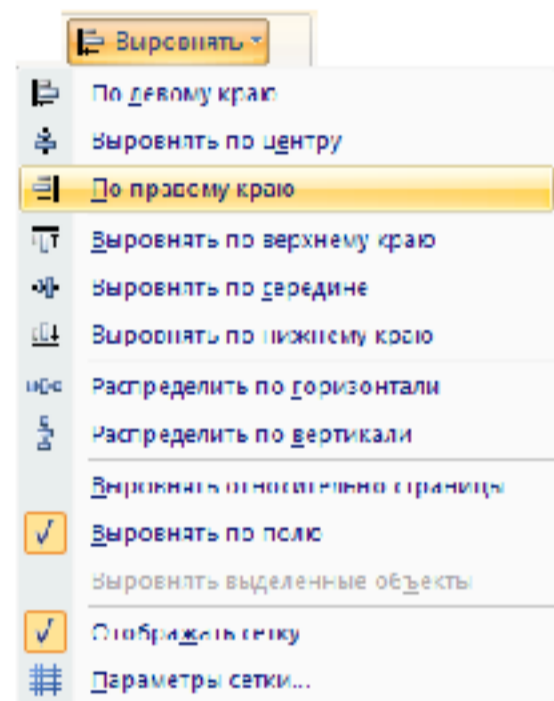 Выровнять
По левому краю
Выровнять по центру
По правому краю
Выровнять по верхнему краю
Выровнять по середине
Выровнять по нижнему краю
Распределить по горизонтали
Распределить по вертикали
Выровнять относительно страницы
Выровнять по полю
Выровнять выделенные объекты
Отображать сетку
Параметры сетки...